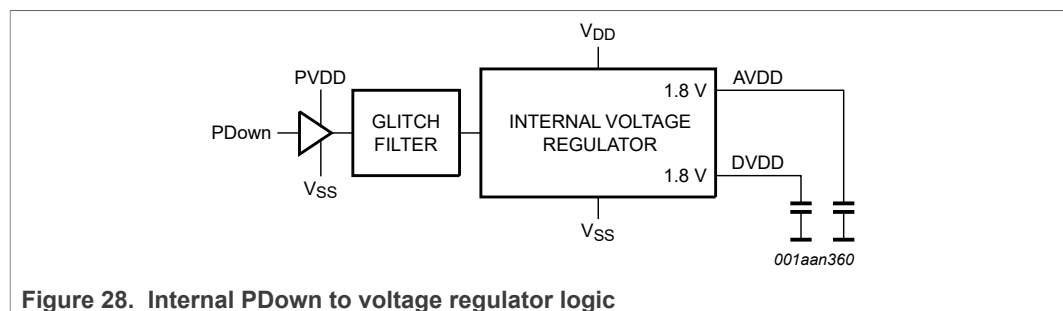 VDD
PVDD
AVDD
1.8 V
PDown
GLITCH
FILTER
INTERNAL VOLTAGE
REGULATOR
DVDD
1.8 V
VSS
VSS
001aan360
Figure 28. Internal PDown to voltage regulator logic